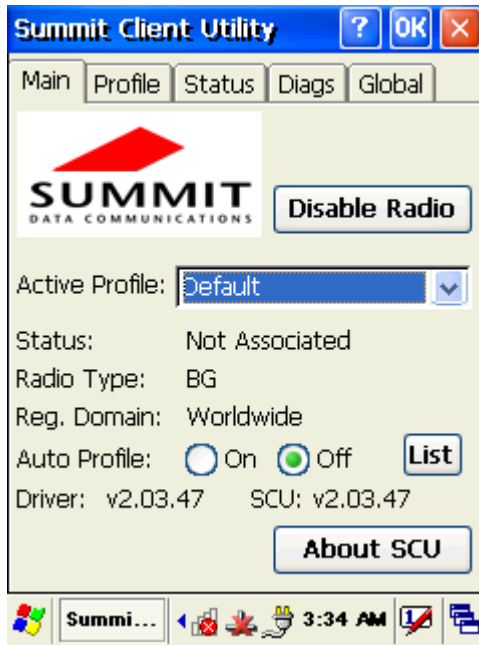 Summit Client Utility ? OK
Main Profile Status Diags Global
SUMMIT
DATA COMMUNICATIONS
Disable Radio
Active Profile: Default
Status: Not Associated
Radio Type: BG
Reg. Domain: Worldwide
Auto Profile: On Off List
Driver: v2.03.47 SCU: v2.03.47
About SCU
Summi... 3:34 AM